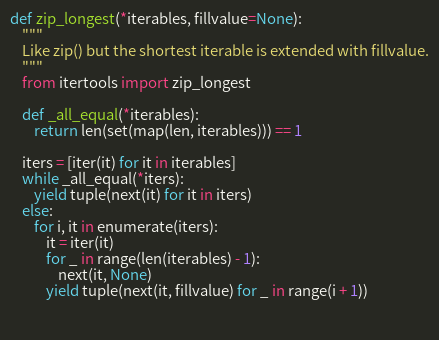 def zip_longest(*iterables, fillvalue=None):
"""
Like zip() but the shortest iterable is extended with fillvalue.
"""
from itertools import zip_longest
def _all_equal(*iterables):
return len(set(map(len, iterables))) == 1
iters = [iter(it) for it in iterables]
while _all_equal(*iters):
yield tuple(next(it) for it in iters)
else:
for i, it in enumerate(iters):
it = iter(it)
for _ in range(len(iterables) - 1):
next(it, None)
yield tuple(next(it, fillvalue) for _ in range(i + 1))